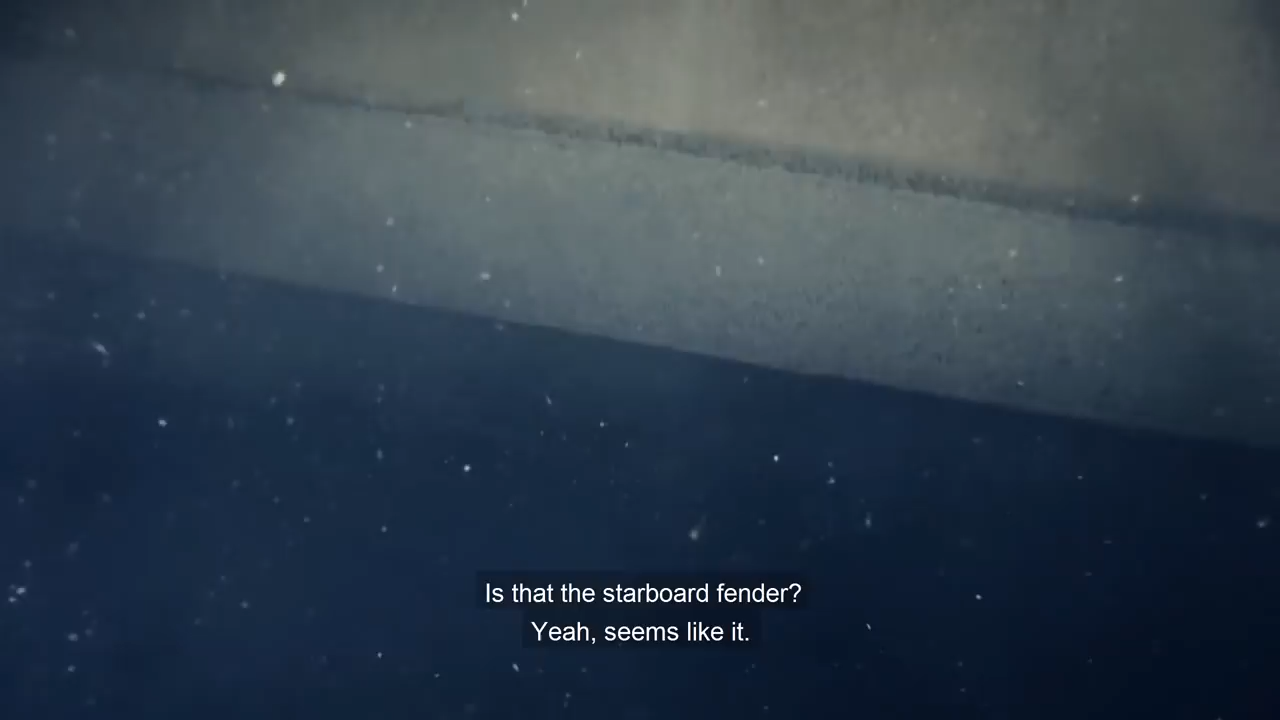 Is that the starboard fender?
Yeah, seems like it.